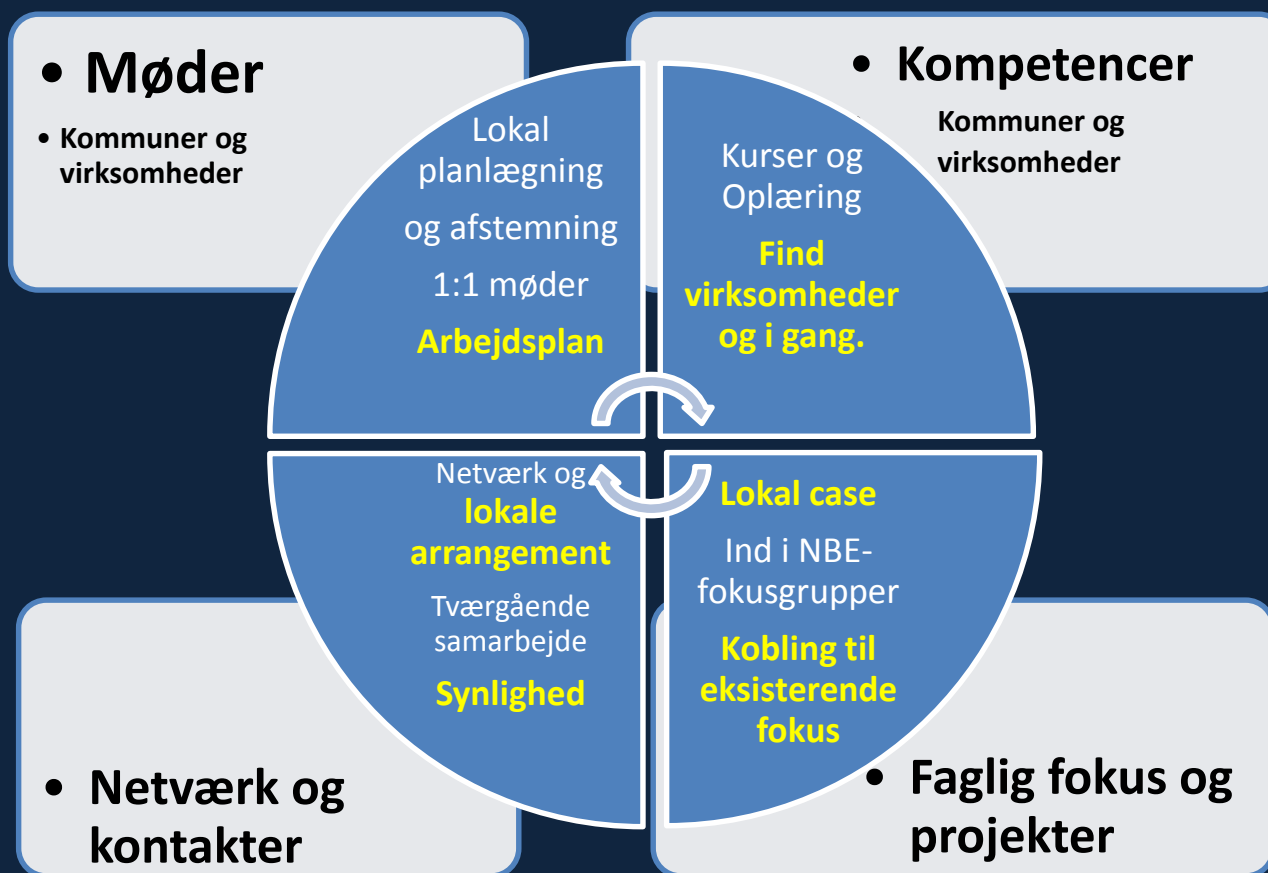 • Møder
• Kommuner og
virksomheder
Lokal
planlægning
og afstemning
1:1 møder
Arbejdsplan
• Kompetencer
Kommuner og
virksomheder
Kurser og
Oplæring
Find
virksomheder
og i gang.
Netværk og
lokale
arrangement
Tværgående
samarbejde
Synlighed
• Netværk og
kontakter
Lokal case
Ind i NBE-
fokusgrupper
Kobling til
eksisterende
fokus
• Faglig fokus og
projekter